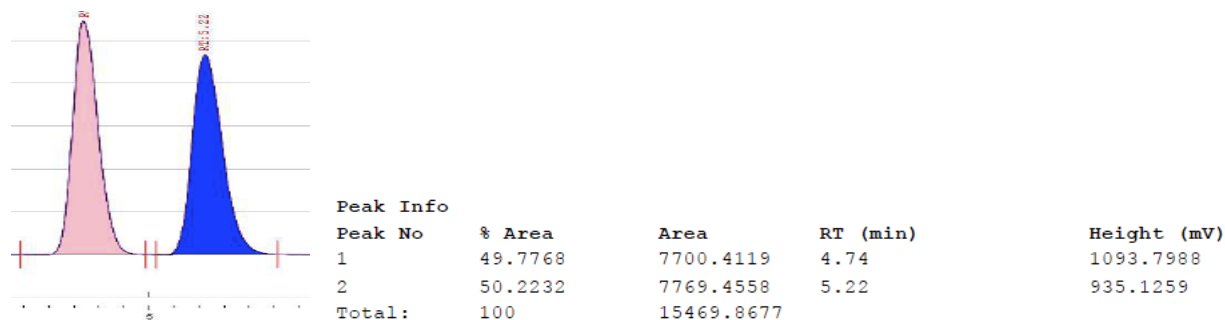 RT:5.22
5
Peak Info
Peak No % Area Area RT (min) Height (mV)
1 49.7768 7700.4119 4.74 1093.7988
2 50.2232 7769.4558 5.22 935.1259
Total: 100 15469.8677